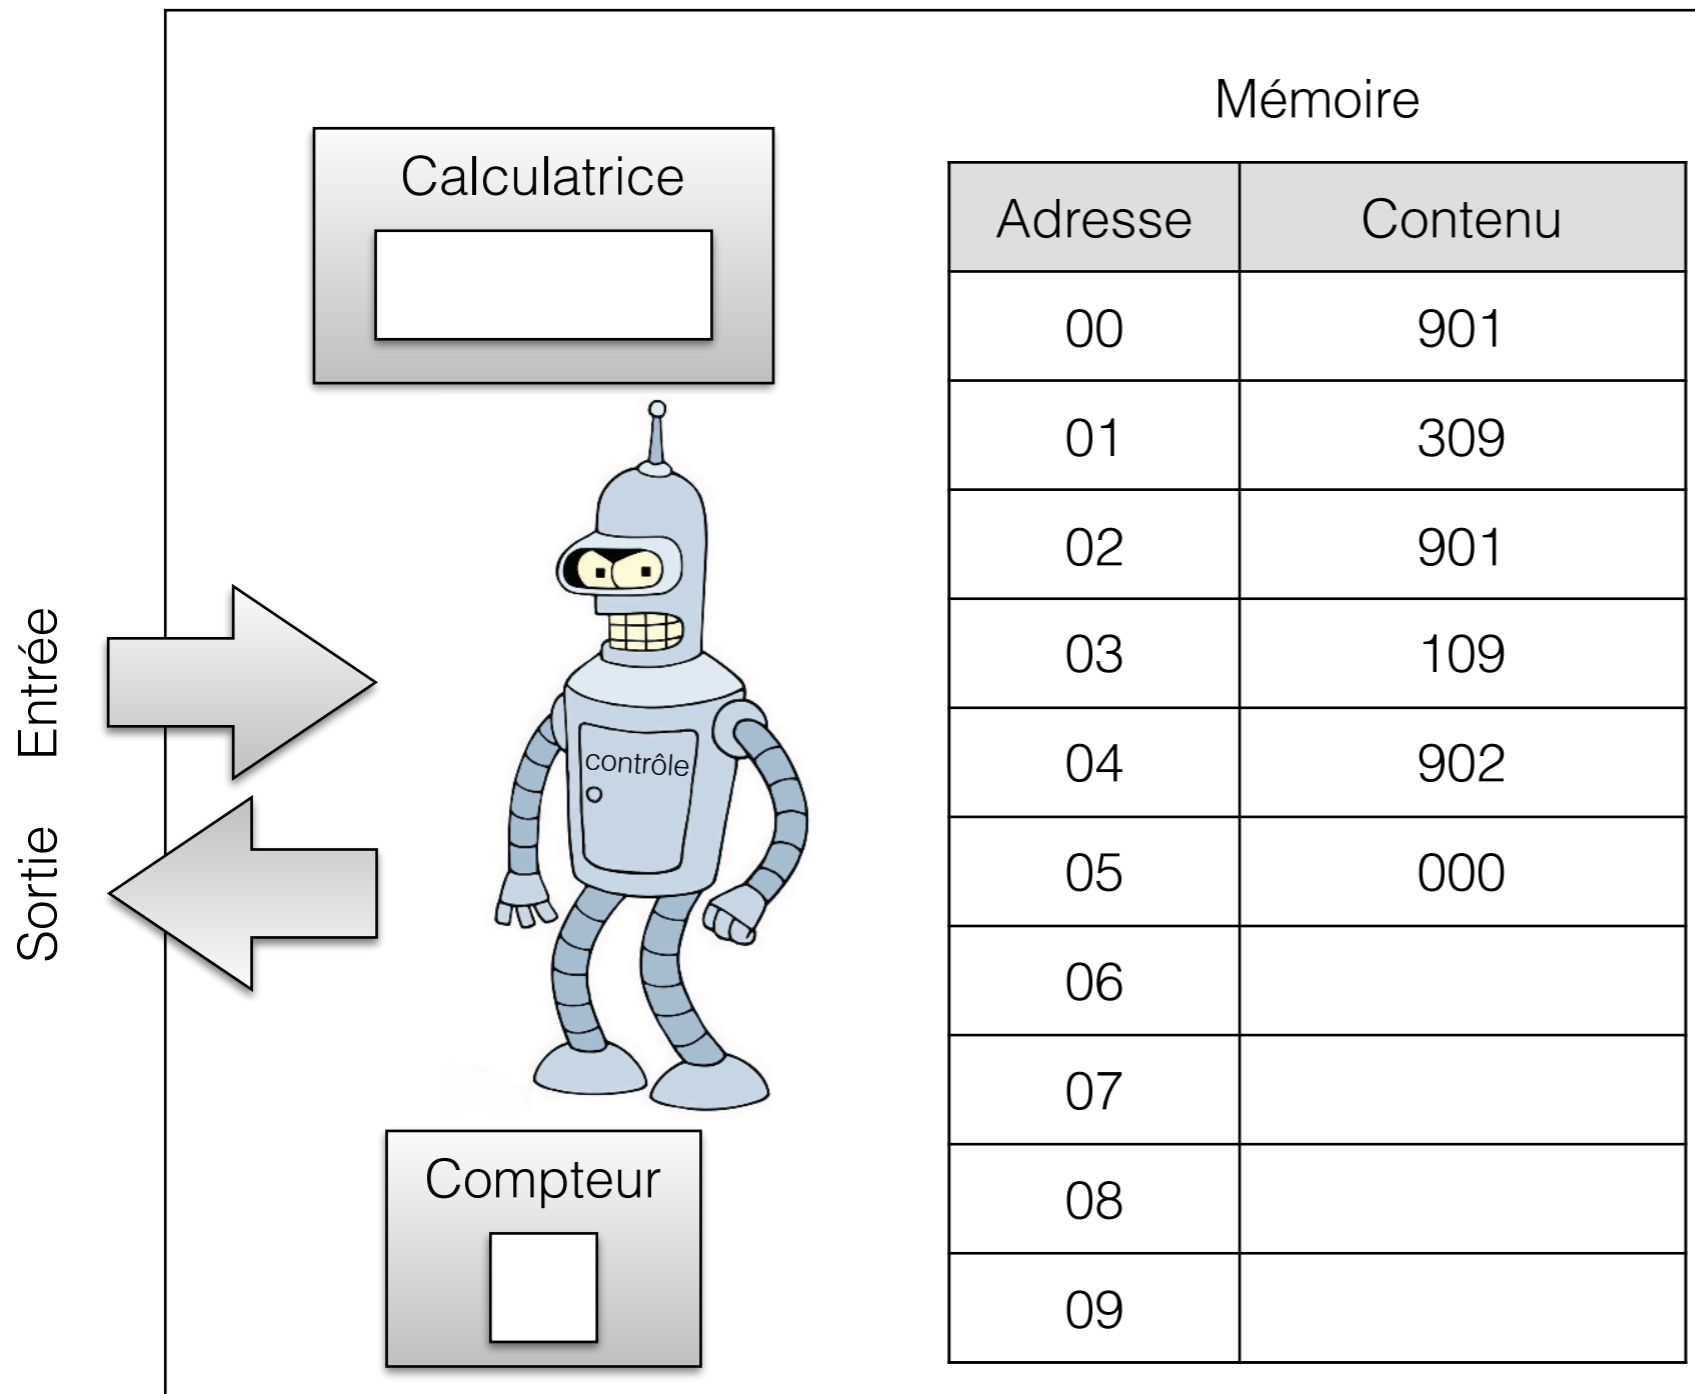 Mémoire
Calculatrice
Adresse Contenu
00 901
01 309
02 901
03 109
04 902
05 000
06
07
08
09
Entrée
Sortie
contrôle
Compteur